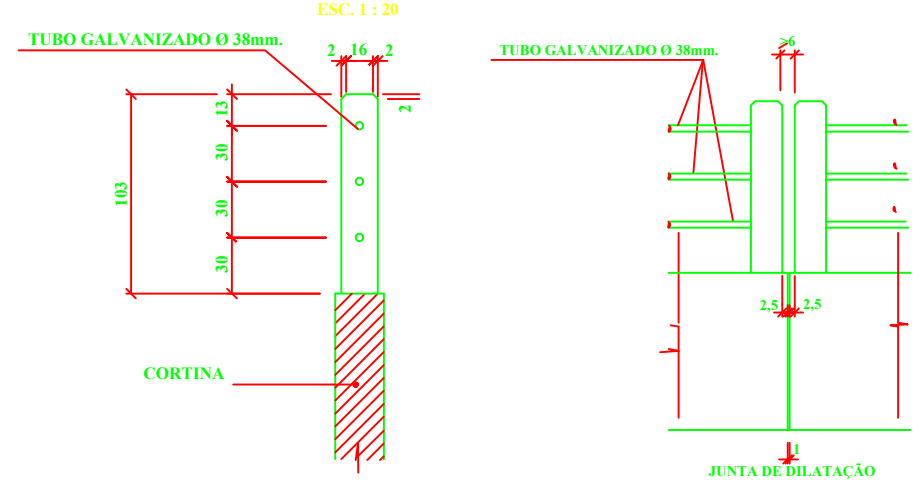 ESC. 1 : 20
TUBO GALVANIZADO Ø 38mm.
2 16 2
13
2
30
103
30
30
CORTINA
>6
TUBO GALVANIZADO Ø 38mm.
2,5 2,5
1
JUNTA DE DILATAÇÃO